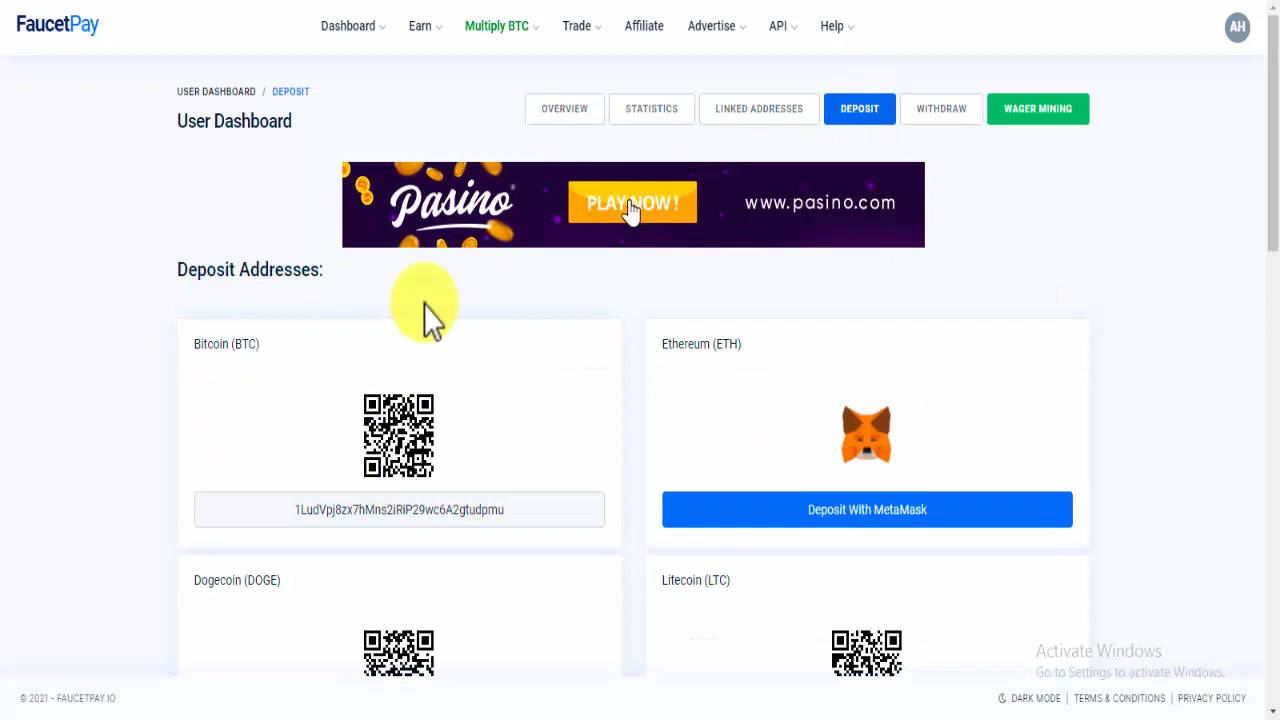 FaucetPay
Dashboard Earn Multiply BTC Trade Affiliate Advertise API Help
AH
USER DASHBOARD / DEPOSIT
User Dashboard
OVERVIEW STATISTICS LINKED ADDRESSES DEPOSIT WITHDRAW WAGER MINING
Pasino PLAY NOW! www.pasino.com
Deposit Addresses:
Bitcoin (BTC)
1LudVpj8zx7hMns2iRiP29wc6A2gtudpmu
Ethereum (ETH)
Deposit With MetaMask
Dogecoin (DOGE)
Litecoin (LTC)
Activate Windows
Go to Settings to activate Windows.
© 2021 - FAUCETPAY.IO
DARK MODE | TERMS & CONDITIONS | PRIVACY POLICY